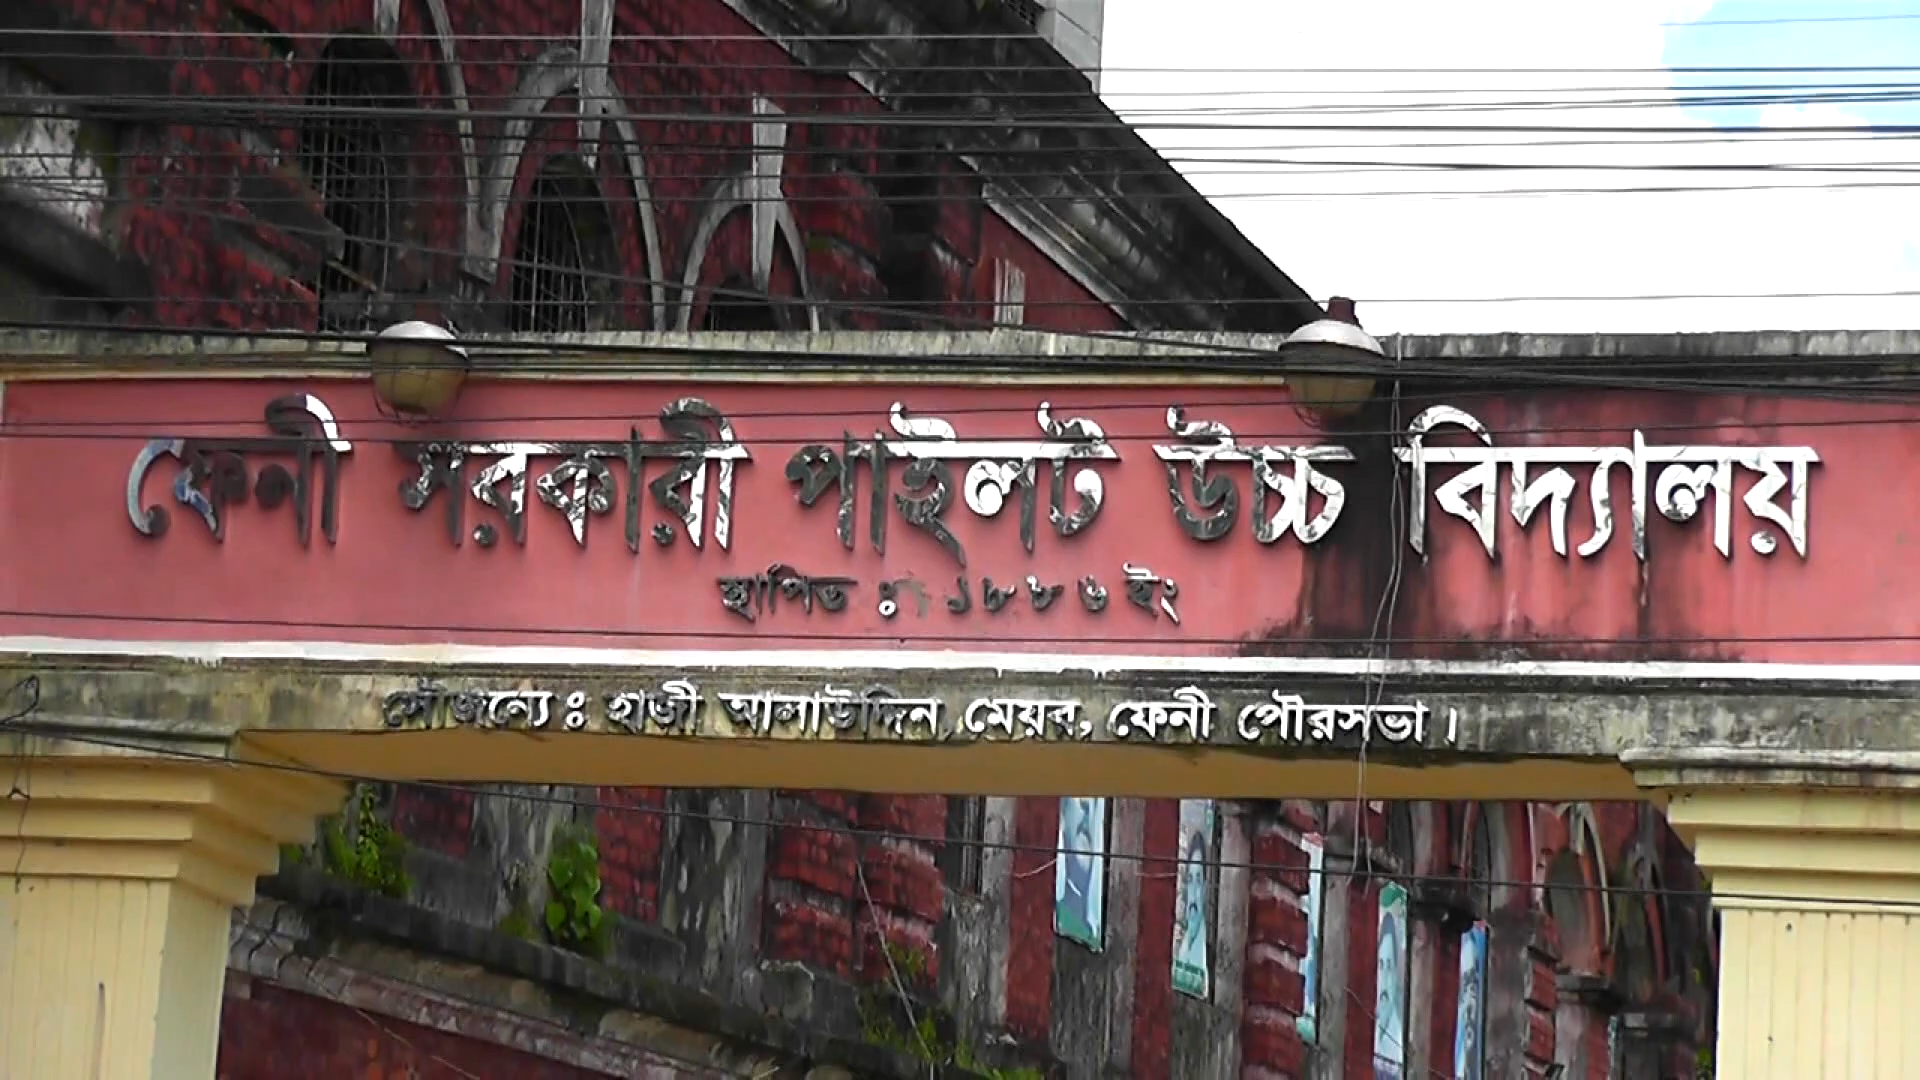 ফেনী সরকারী পাইলট উচ্চ বিদ্যালয়
স্থাপিত ঃ ১৮৮৬ ইং
সৌজন্যে ঃ হাজী আলাউদ্দিন, মেয়র, ফেনী পৌরসভা।